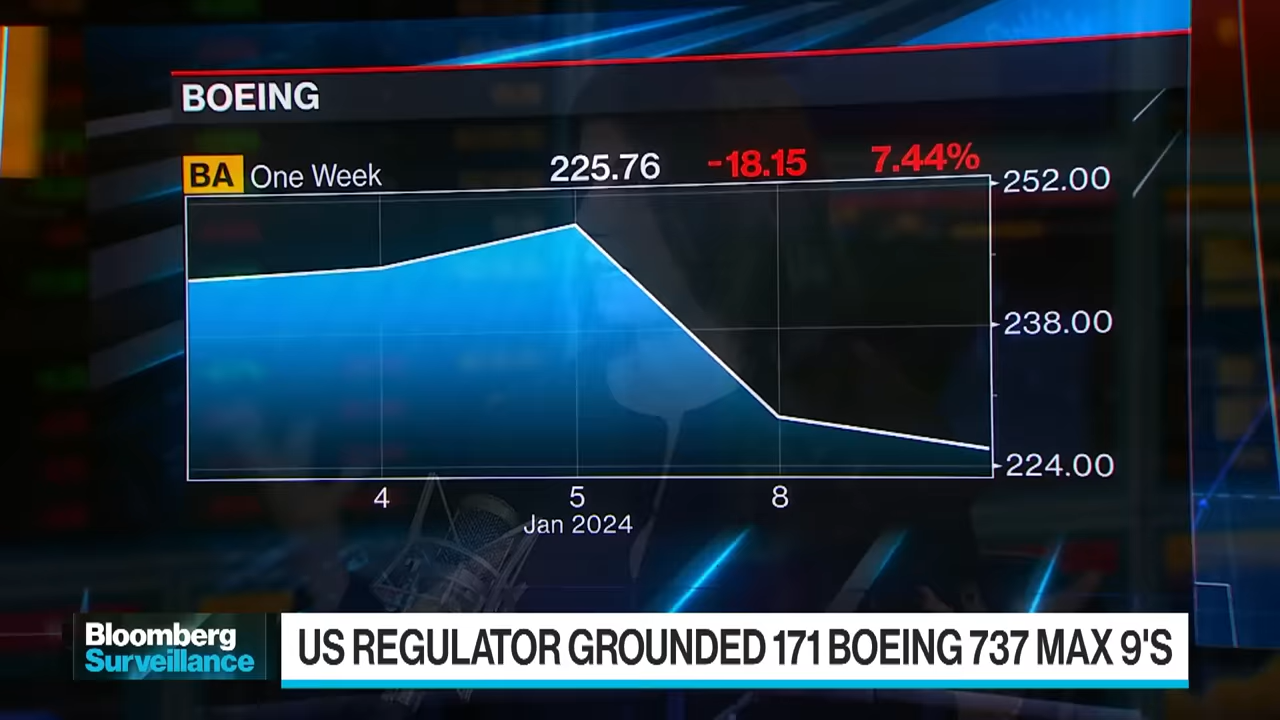 BOEING
BA One Week 225.76 -18.15 7.44%
252.00
238.00
224.00
4 5 8
Jan 2024
Bloomberg
Surveillance
US REGULATOR GROUNDED 171 BOEING 737 MAX 9'S